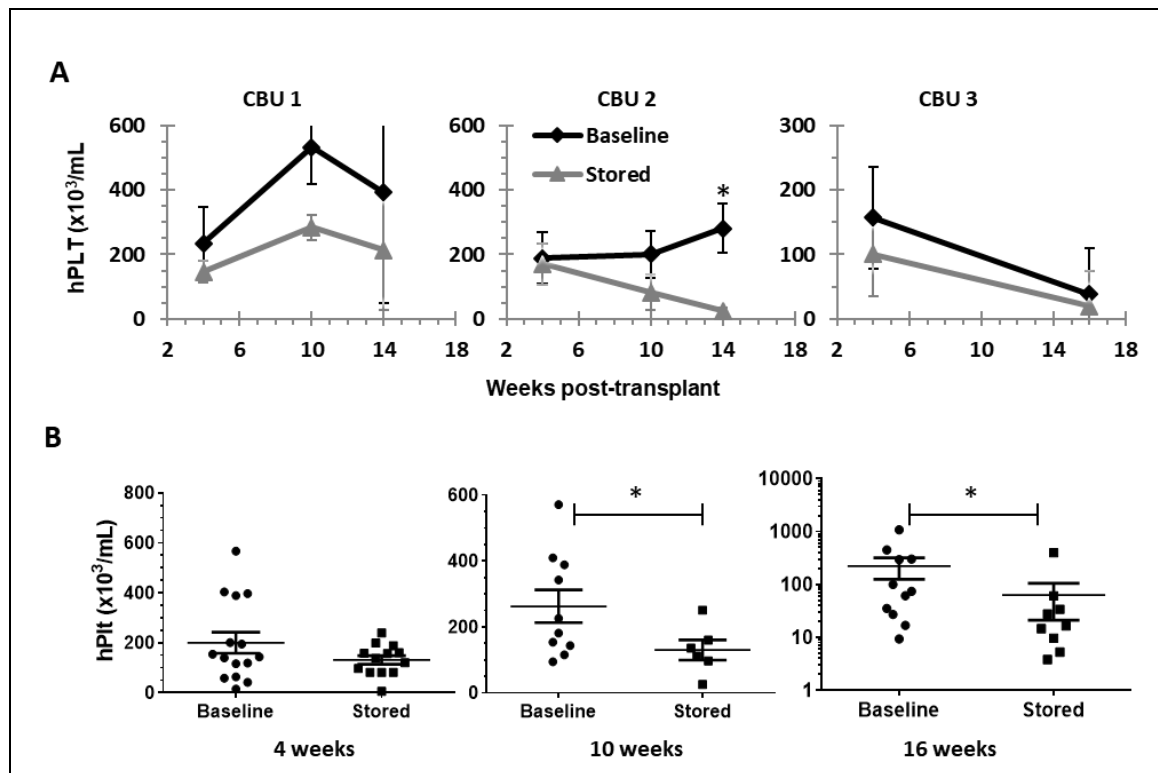 A
CBU 1
CBU 2
CBU 3
hPLT (x10³/mL)
600
400
200
0
2 6 10 14 18
600
400
200
0
2 6 10 14 18
Baseline
Stored
*
300
200
100
0
2 6 10 14 18
Weeks post-transplant
B
hPlt (x10³/mL)
800
600
400
200
0
Baseline Stored
4 weeks
600
400
200
0
*
Baseline Stored
10 weeks
10000
1000
100
10
1
*
Baseline Stored
16 weeks